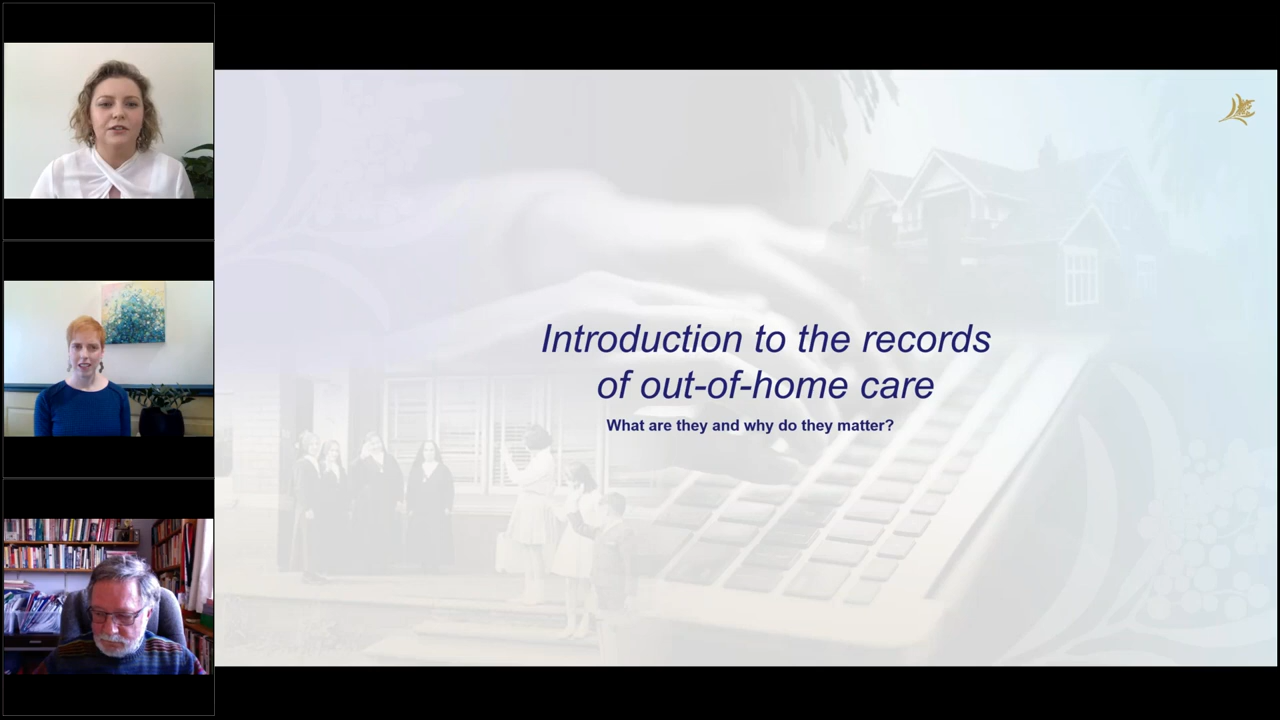 Introduction to the records
of out-of-home care
What are they and why do they matter?